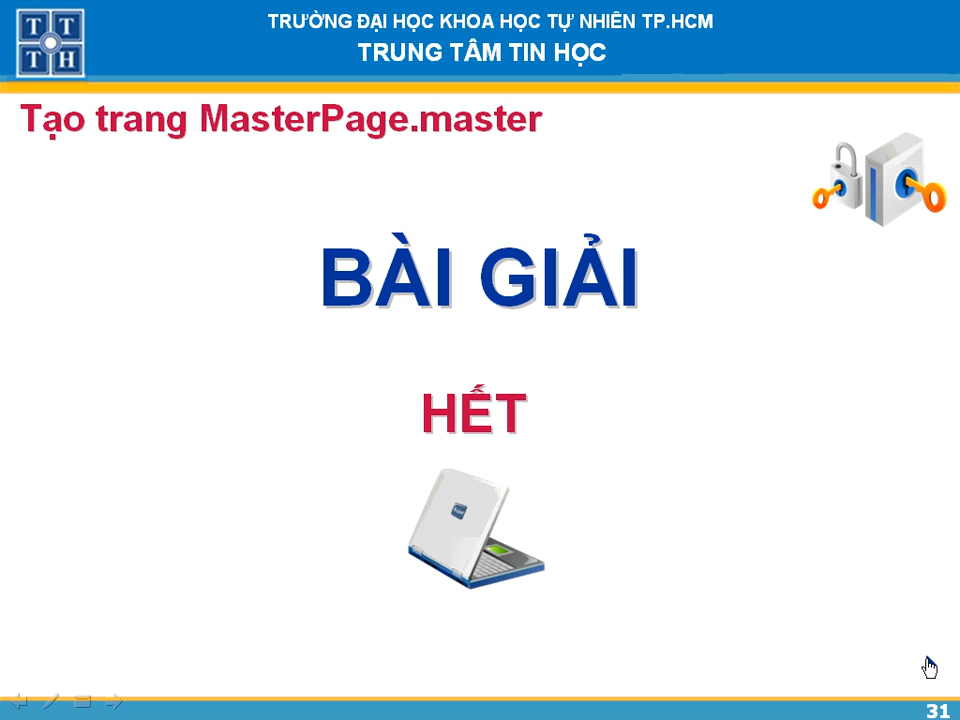 TRƯỜNG ĐẠI HỌC KHOA HỌC TỰ NHIÊN TP.HCM
TRUNG TÂM TIN HỌC
T T
T H
Tạo trang MasterPage.master
BÀI GIẢI
HẾT
31